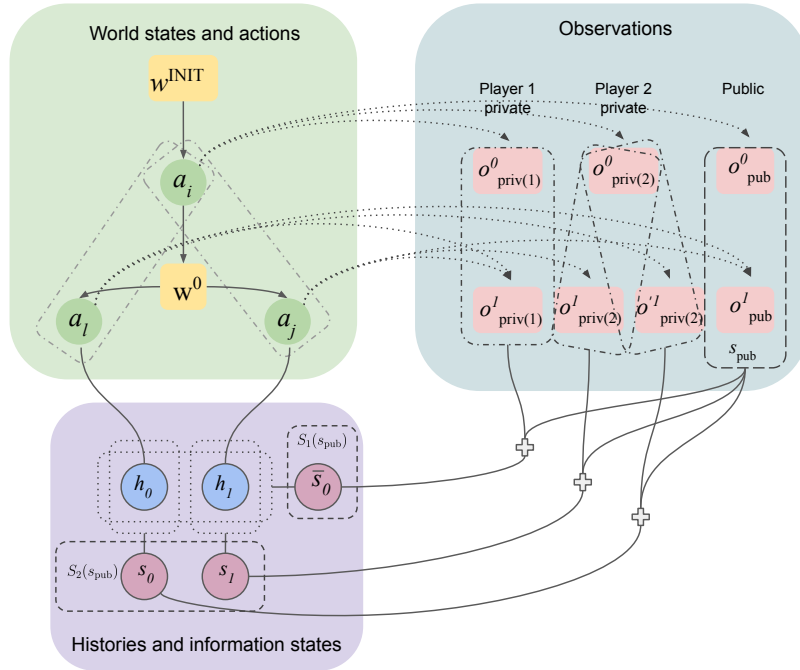 World states and actions
Observations
w^INIT
Player 1
private
Player 2
private
Public
a_i
o^0_priv(1)
o^0_priv(2)
o^0_pub
w^0
a_l
a_j
o^1_priv(1)
o^1_priv(2)
o'^1_priv(2)
o^1_pub
s_pub
S_1(s_pub)
h_0
h_1
s̅_0
S_2(s_pub)
s_0
s_1
Histories and information states